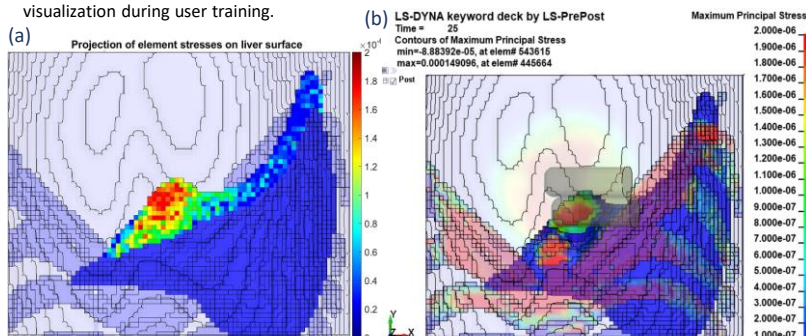 visualization during user training.
(a)
Projection of element stresses on liver surface
×10⁴
2
1.8
1.6
1.4
1.2
1
0.8
0.6
0.4
0.2
0
(b)
LS-DYNA keyword deck by LS-PrePost
Time = 25
Contours of Maximum Principal Stress
min=-8.88392e-05, at elem# 543615
max=0.000149096, at elem# 445664
Post
Y
Z X
Maximum Principal Stress
2.000e-06
1.900e-06
1.800e-06
1.700e-06
1.600e-06
1.500e-06
1.400e-06
1.300e-06
1.200e-06
1.100e-06
1.000e-06
9.000e-07
8.000e-07
7.000e-07
6.000e-07
5.000e-07
4.000e-07
3.000e-07
2.000e-07
1.000e-07